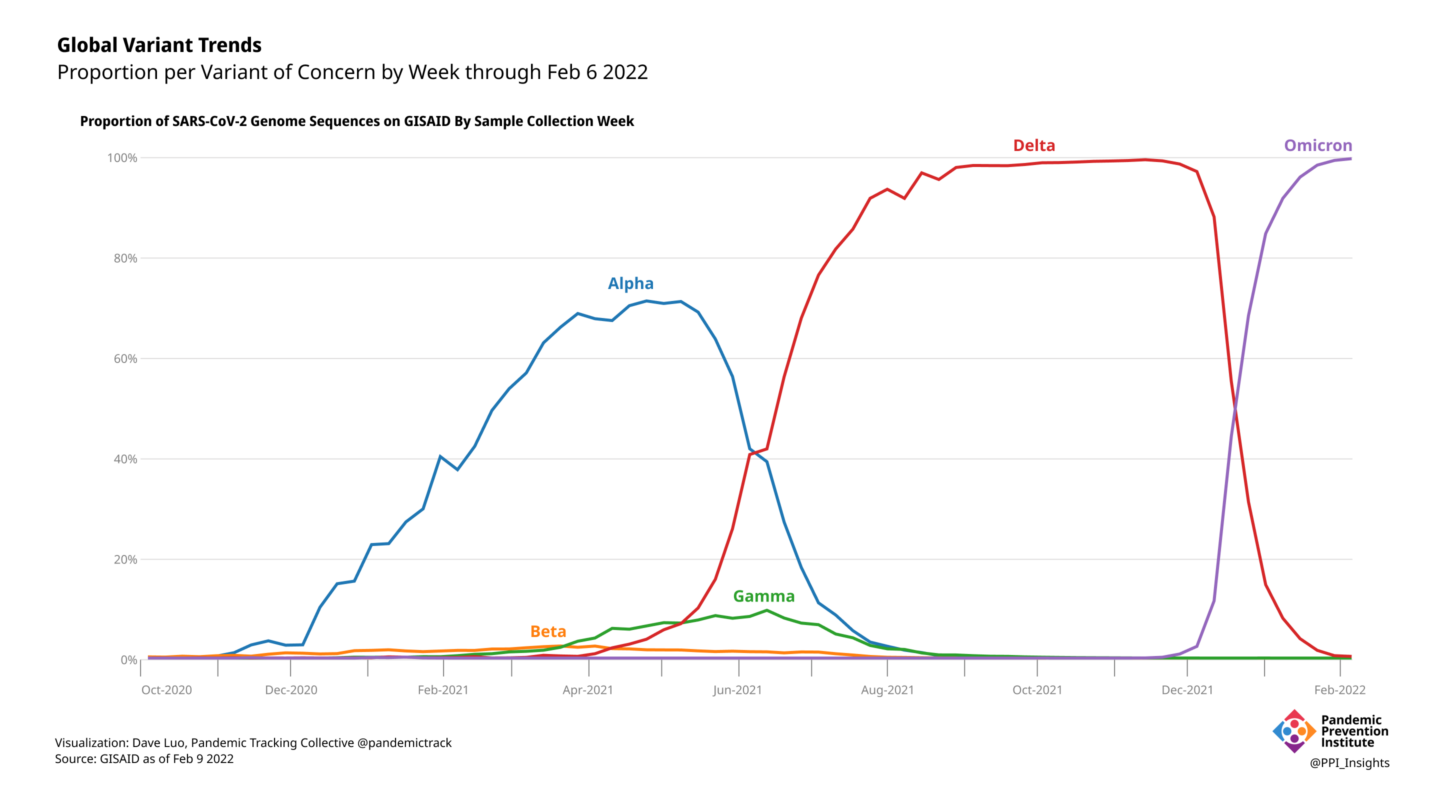 Global Variant Trends
Proportion per Variant of Concern by Week through Feb 6 2022
Proportion of SARS-CoV-2 Genome Sequences on GISAID By Sample Collection Week
Delta
Omicron
100%
80%
Alpha
60%
40%
20%
Gamma
Beta
0%
Oct-2020
Dec-2020
Feb-2021
Apr-2021
Jun-2021
Aug-2021
Oct-2021
Dec-2021
Feb-2022
Visualization: Dave Luo, Pandemic Tracking Collective @pandemictrack
Source: GISAID as of Feb 9 2022
Pandemic
Prevention
Institute
@PPI_Insights